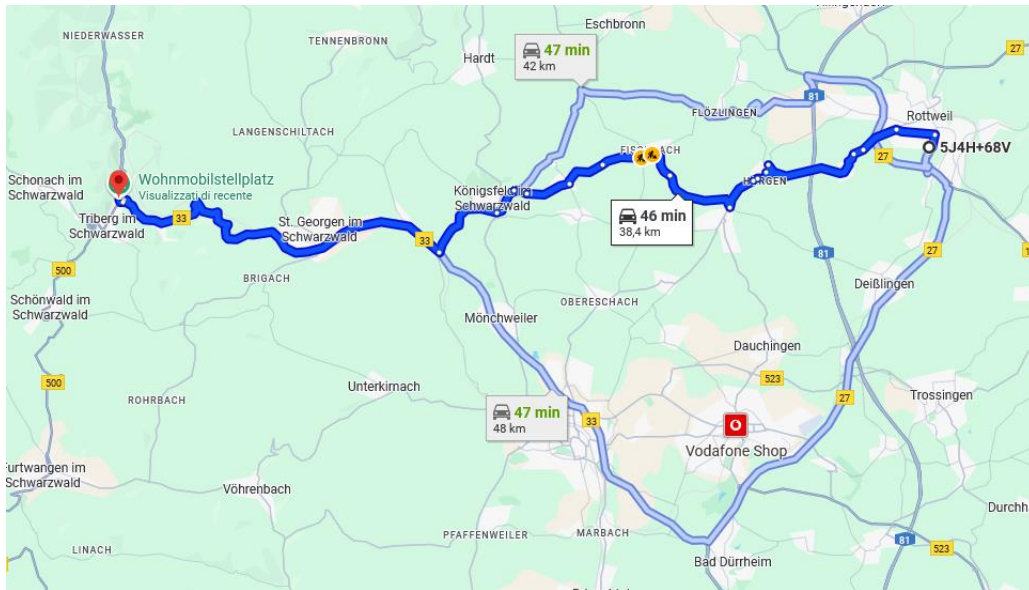 NIEDERWASSER
Eschbronn
TENNENBRONN
Hardt
47 min
42 km
27
81
FLÖZLINGEN
Rottweil
LANGENSCHILTACH
5J4H+68V
27
Schonach im
Schwarzwald
Wohnmobilstellplatz
Visualizzati di recente
Königsfeld im
Schwarzwald
HORGEN
Triberg im
Schwarzwald
33
St. Georgen im
Schwarzwald
46 min
38,4 km
33
81
27
500
BRIGACH
Deißlingen
Schönwald im
Schwarzwald
OBERESCHACH
Mönchweiler
Dauchingen
500
Unterkirnach
523
27
Trossingen
ROHRBACH
47 min
48 km
33
Vodafone Shop
Furtwangen im
Schwarzwald
Vöhrenbach
Durchh
PFAFFENWEILER
MARBACH
LINACH
81
523
Bad Dürrheim